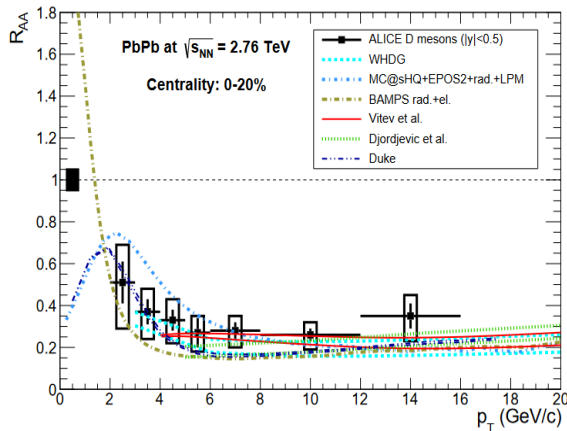 R_AA
PbPb at √s_NN = 2.76 TeV
Centrality: 0-20%
ALICE D mesons (|y|<0.5)
WHDG
MC@sHQ+EPOS2+rad.+LPM
BAMPS rad.+el.
Vitev et al.
Djordjevic et al.
Duke
1.8
1.6
1.4
1.2
1
0.8
0.6
0.4
0.2
0
0 2 4 6 8 10 12 14 16 18 20
p_T (GeV/c)